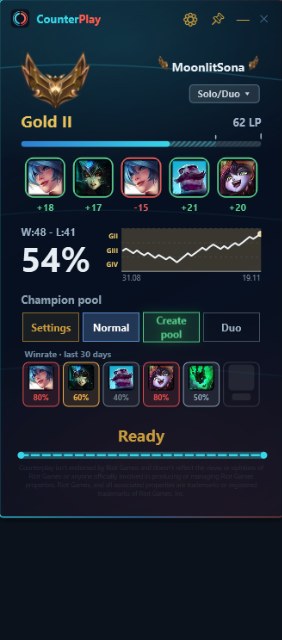 CounterPlay
MoonlitSona
Solo/Duo
Gold II
62 LP
+18 +17 -15 +21 +20
W:48 - L:41
54%
GII
GIII
GIV
31.08 19.11
Champion pool
Settings Normal Create pool Duo
Winrate - last 30 days
80% 60% 40% 80% 50%
Ready